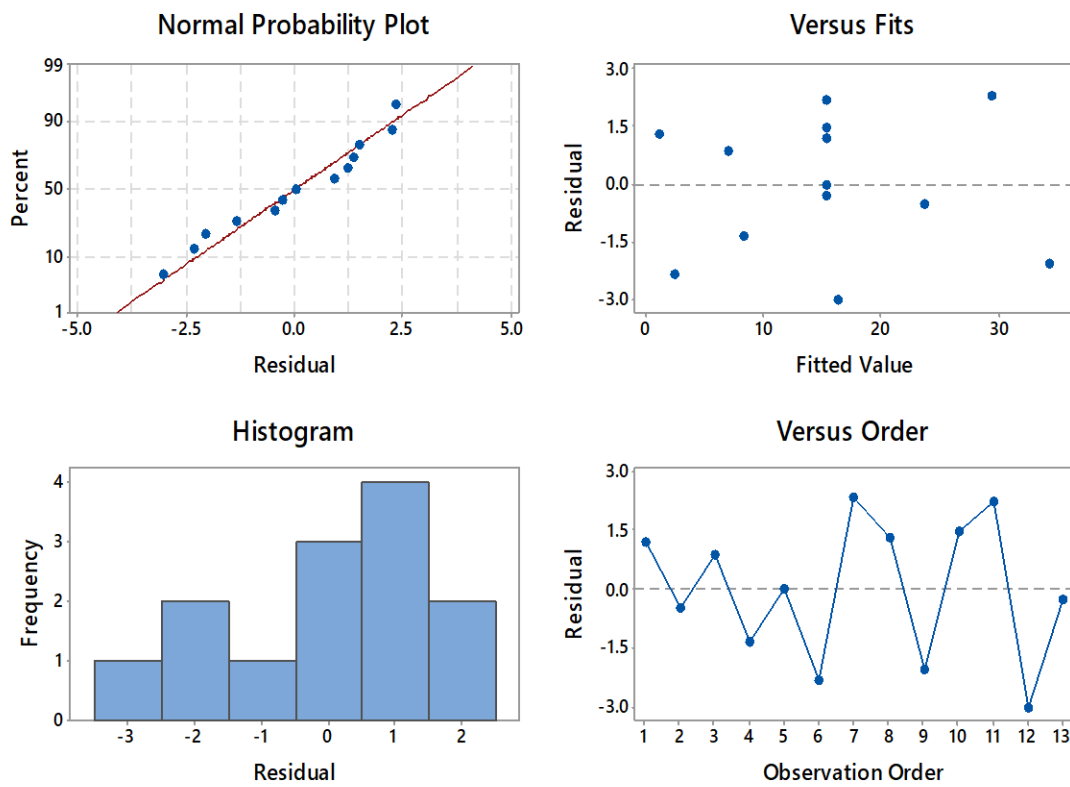 Normal Probability Plot
99
90
50
10
1
Percent
-5.0 -2.5 0.0 2.5 5.0
Residual
Versus Fits
3.0
1.5
0.0
-1.5
-3.0
Residual
0 10 20 30
Fitted Value
Histogram
4
3
2
1
0
Frequency
-3 -2 -1 0 1 2
Residual
Versus Order
3.0
1.5
0.0
-1.5
-3.0
Residual
1 2 3 4 5 6 7 8 9 10 11 12 13
Observation Order